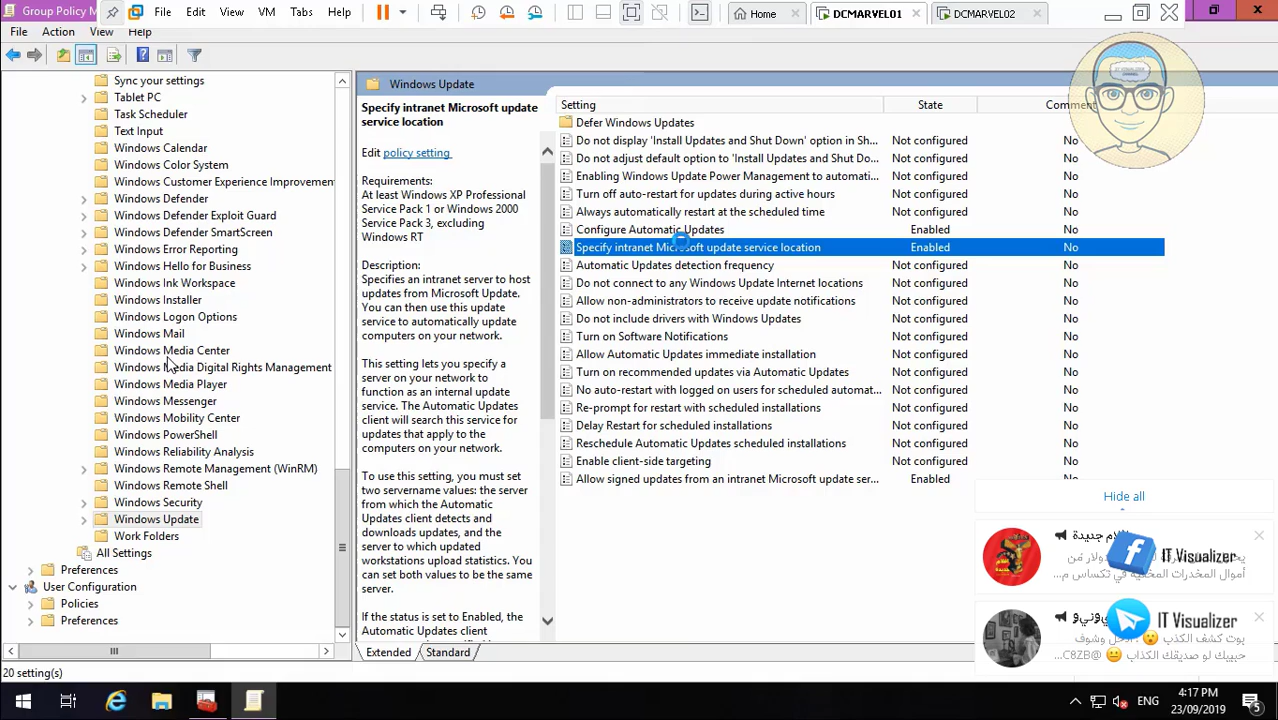 Group Policy M
File Edit View VM Tabs Help
Home DCMARVEL01 DCMARVEL02
File Action View Help
Sync your settings
Tablet PC
Task Scheduler
Text Input
Windows Calendar
Windows Color System
Windows Customer Experience Improvemen
Windows Defender
Windows Defender Exploit Guard
Windows Defender SmartScreen
Windows Error Reporting
Windows Hello for Business
Windows Ink Workspace
Windows Installer
Windows Logon Options
Windows Mail
Windows Media Center
Windows Media Digital Rights Management
Windows Media Player
Windows Messenger
Windows Mobility Center
Windows PowerShell
Windows Reliability Analysis
Windows Remote Management (WinRM)
Windows Remote Shell
Windows Security
Windows Update
Work Folders
All Settings
Preferences
User Configuration
Policies
Preferences
Windows Update
Specify intranet Microsoft update
service location
Edit policy setting
Requirements:
At least Windows XP Professional
Service Pack 1 or Windows 2000
Service Pack 3, excluding
Windows RT
Description:
Specifies an intranet server to host
updates from Microsoft Update.
You can then use this update
service to automatically update
computers on your network.
This setting lets you specify a
server on your network to
function as an internal update
service. The Automatic Updates
client will search this service for
updates that apply to the
computers on your network.
To use this setting, you must set
two servername values: the server
from which the Automatic
Updates client detects and
downloads updates, and the
server to which updated
workstations upload statistics. You
can set both values to be the same
server.
If the status is set to Enabled, the
Automatic Updates client
Extended Standard
Setting State Comment
Defer Windows Updates
Do not display 'Install Updates and Shut Down' option in Sh... Not configured No
Do not adjust default option to 'Install Updates and Shut Do... Not configured No
Enabling Windows Update Power Management to automati... Not configured No
Turn off auto-restart for updates during active hours Not configured No
Always automatically restart at the scheduled time Not configured No
Configure Automatic Updates Enabled No
Specify intranet Microsoft update service location Enabled No
Automatic Updates detection frequency Not configured No
Do not connect to any Windows Update Internet locations Not configured No
Allow non-administrators to receive update notifications Not configured No
Do not include drivers with Windows Updates Not configured No
Turn on Software Notifications Not configured No
Allow Automatic Updates immediate installation Not configured No
Turn on recommended updates via Automatic Updates Not configured No
No auto-restart with logged on users for scheduled automat... Not configured No
Re-prompt for restart with scheduled installations Not configured No
Delay Restart for scheduled installations Not configured No
Reschedule Automatic Updates scheduled installations Not configured No
Enable client-side targeting Not configured No
Allow signed updates from an intranet Microsoft update ser... Enabled No
IT VISUALIZER
CHANNEL
Hide all
جديدة
IT.Visualizer
أموال المخدرات المخفية في تكساس م...
IT Visualizer
بوت كشف الكذب 😮 : ادخل وشوف
حبيبك لو صديقك الكذاب 😐 @C8ZB...
20 setting(s)
ENG 4:17 PM
23/09/2019
5